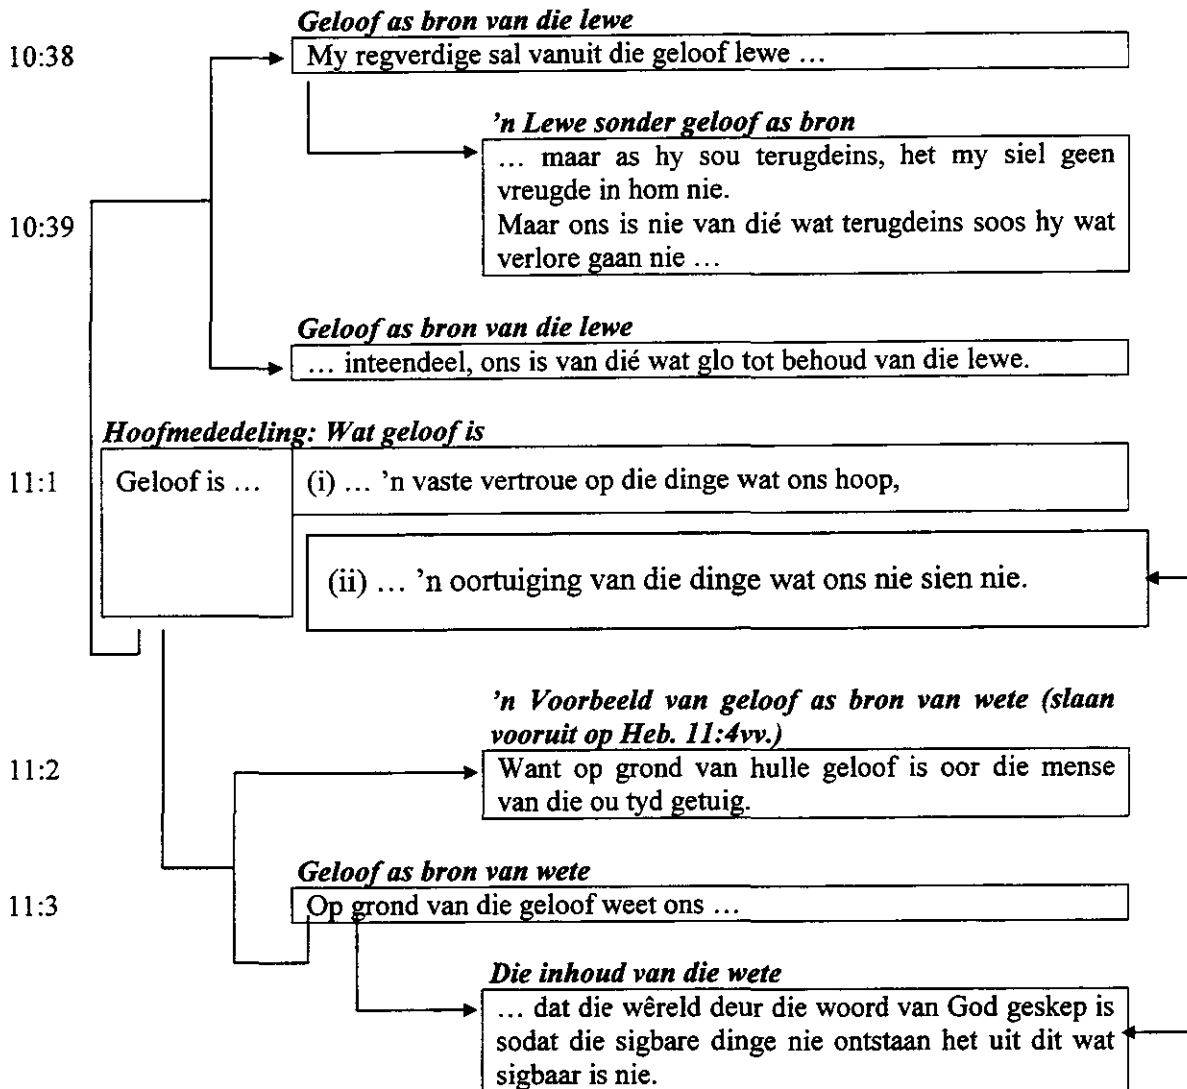 Geloof as bron van die lewe
10:38
My regverdige sal vanuit die geloof lewe …
’n Lewe sonder geloof as bron
… maar as hy sou terugdeins, het my siel geen
vreugde in hom nie.
10:39
Maar ons is nie van dié wat terugdeins soos hy wat
verlore gaan nie …
Geloof as bron van die lewe
… inteendeel, ons is van dié wat glo tot behoud van die lewe.
Hoofmededeling: Wat geloof is
11:1
Geloof is …
(i) … ’n vaste vertroue op die dinge wat ons hoop,
(ii) … ’n oortuiging van die dinge wat ons nie sien nie.
’n Voorbeeld van geloof as bron van wete (slaan
vooruit op Heb. 11:4vv.)
11:2
Want op grond van hulle geloof is oor die mense
van die ou tyd getuig.
Geloof as bron van wete
11:3
Op grond van die geloof weet ons …
Die inhoud van die wete
… dat die wêreld deur die woord van God geskep is
sodat die sigbare dinge nie ontstaan het uit dit wat
sigbaar is nie.